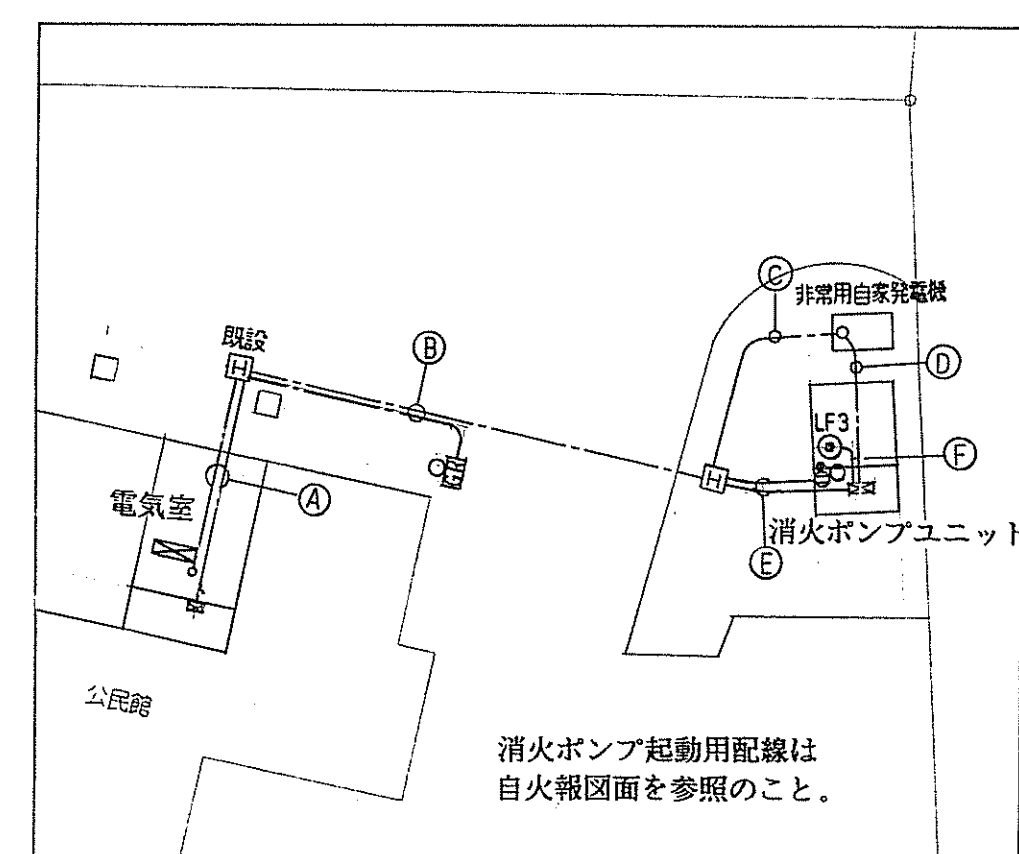 Ⓒ
非常用自家発電機
既設
Ⓑ
H
Ⓓ
LF3
Ⓕ
H
電気室
Ⓐ
消火ポンプユニット
Ⓔ
公民館
消火ポンプ起動用配線は
自火報図面を参照のこと。